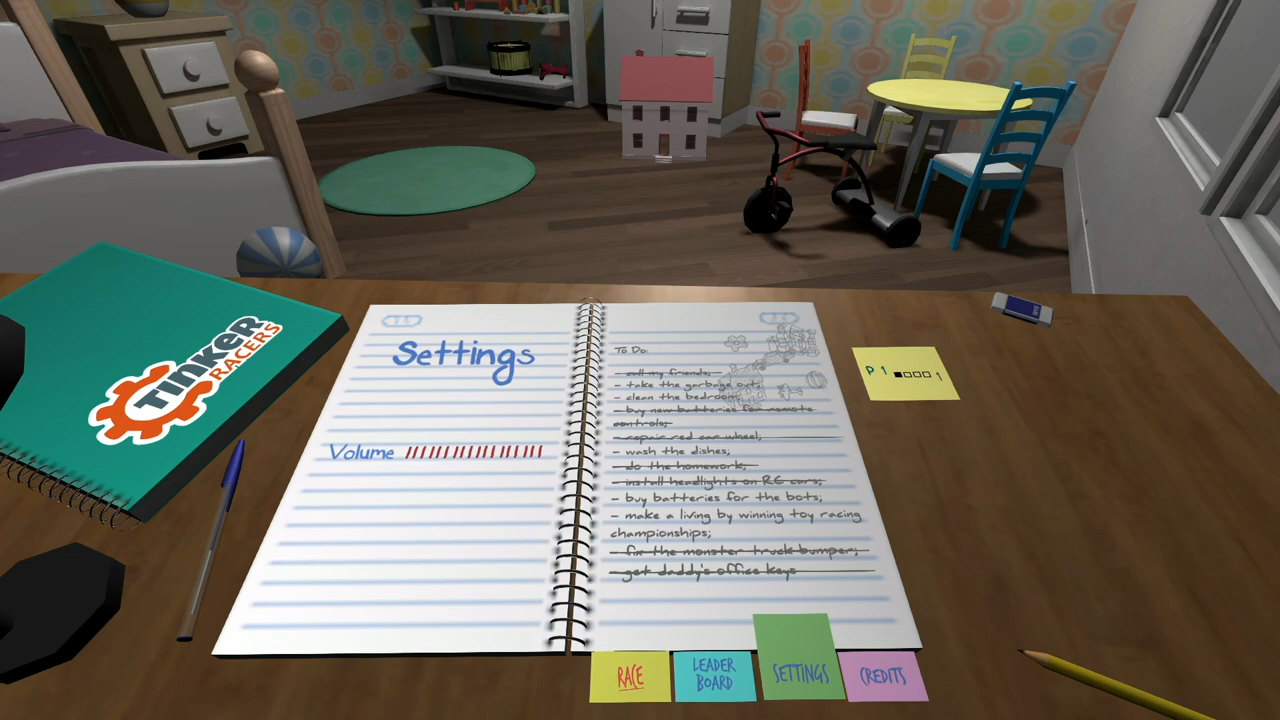 TINKER
RACERS
Settings
Volume
To Do:
- call my friends;
- take the garbage out;
- clean the bedroom;
- buy new batteries for remote
controls;
- repair red car wheel;
- wash the dishes;
- do the homework;
- install headlights on RC cars;
- buy batteries for the bots;
- make a living by winning toy racing
championships;
- fix the monster truck bumper;
- get daddy's office keys
P1 1
RACE
LEADER
BOARD
SETTINGS
CREDITS